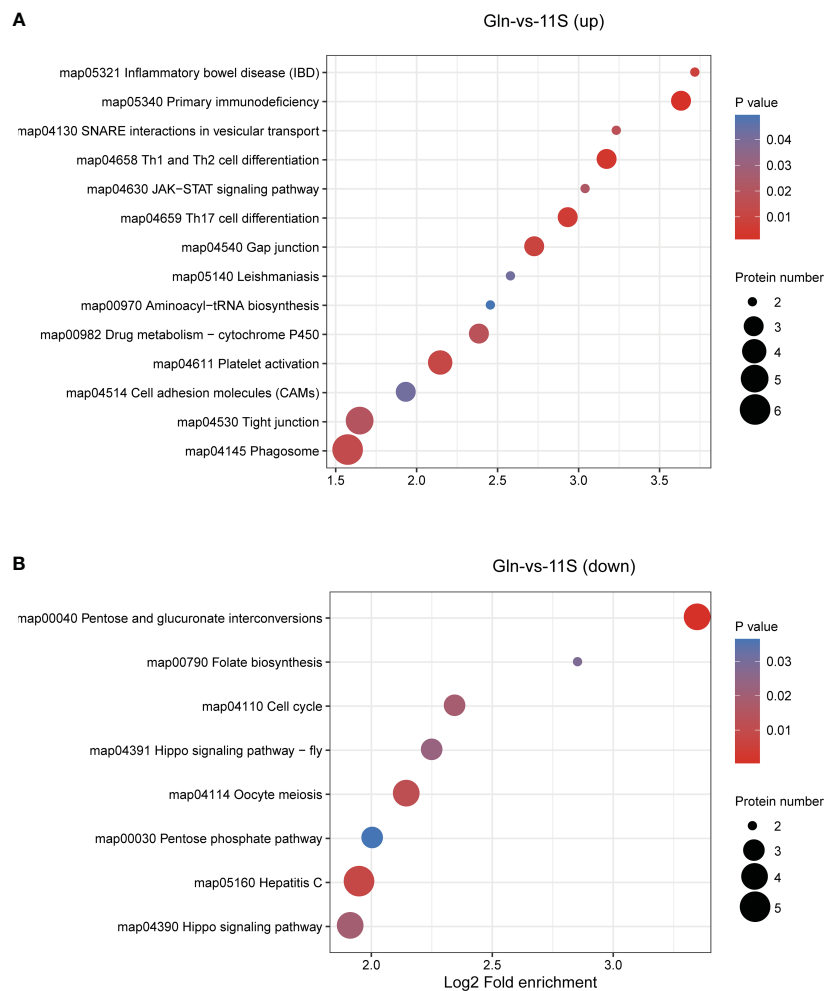 A
Gln-vs-11S (up)
map05321 Inflammatory bowel disease (IBD)
map05340 Primary immunodeficiency
map04130 SNARE interactions in vesicular transport
map04658 Th1 and Th2 cell differentiation
map04630 JAK−STAT signaling pathway
map04659 Th17 cell differentiation
map04540 Gap junction
map05140 Leishmaniasis
map00970 Aminoacyl−tRNA biosynthesis
map00982 Drug metabolism − cytochrome P450
map04611 Platelet activation
map04514 Cell adhesion molecules (CAMs)
map04530 Tight junction
map04145 Phagosome
1.5 2.0 2.5 3.0 3.5
P value
0.04
0.03
0.02
0.01
Protein number
2
3
4
5
6
B
Gln-vs-11S (down)
map00040 Pentose and glucuronate interconversions
map00790 Folate biosynthesis
map04110 Cell cycle
map04391 Hippo signaling pathway − fly
map04114 Oocyte meiosis
map00030 Pentose phosphate pathway
map05160 Hepatitis C
map04390 Hippo signaling pathway
2.0 2.5 3.0
Log2 Fold enrichment
P value
0.03
0.02
0.01
Protein number
2
3
4
5